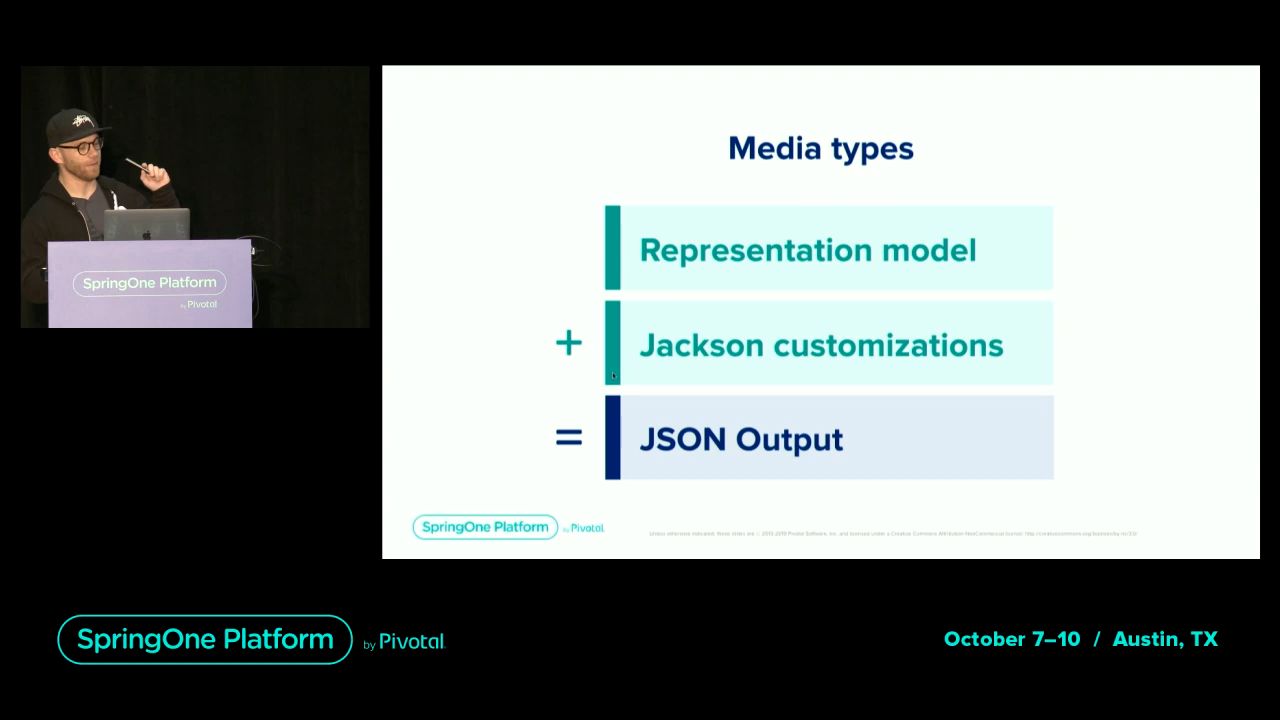 Media types
Representation model
+ Jackson customizations
= JSON Output
SpringOne Platform by Pivotal
SpringOne Platform
by Pivotal
SpringOne Platform by Pivotal
October 7–10 / Austin, TX